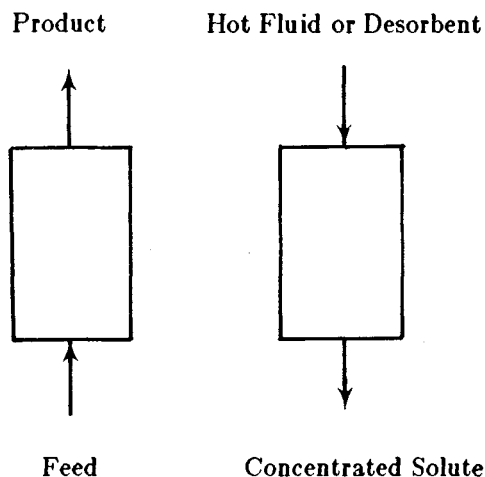 Product
Hot Fluid or Desorbent
Feed
Concentrated Solute